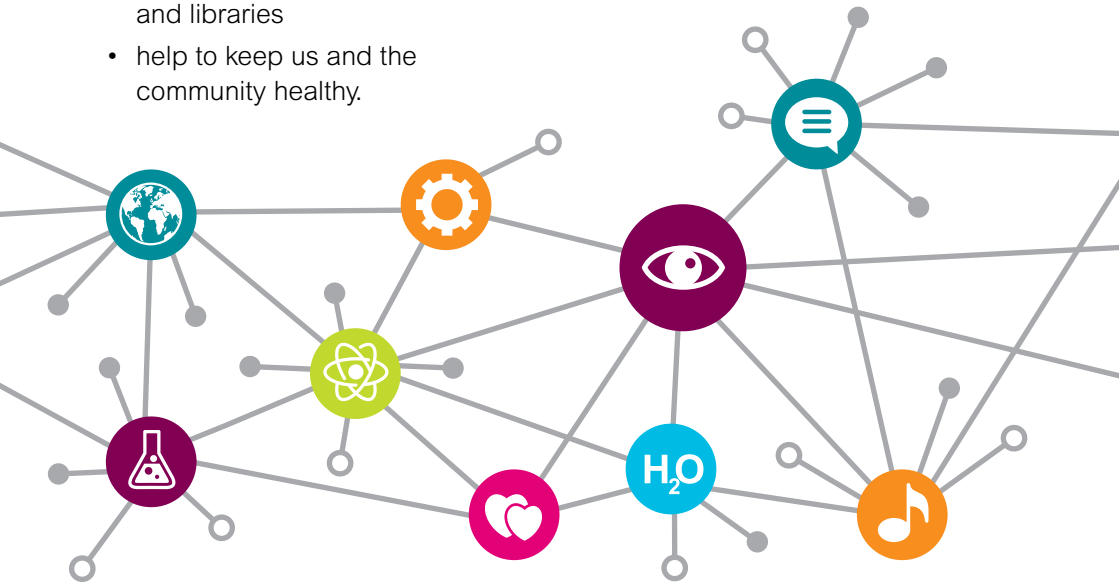 and libraries
• help to keep us and the
community healthy.
H₂O